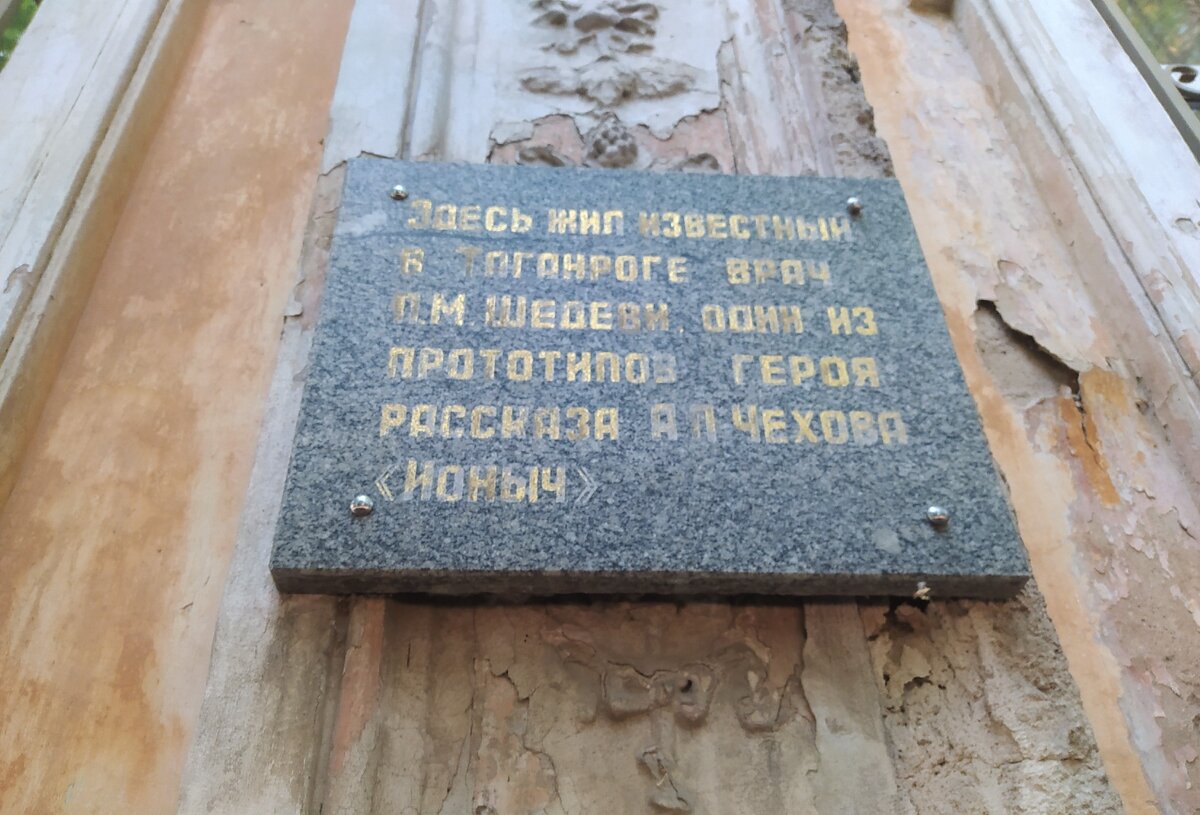 ЗДЕСЬ ЖИЛ ИЗВЕСТНЫЙ
В ТАГАНРОГЕ ВРАЧ
П.М. ШЕДЕВИ, ОДИН ИЗ
ПРОТОТИПОВ ГЕРОЯ
РАССКАЗА А.П. ЧЕХОВА
«ИОНЫЧ»